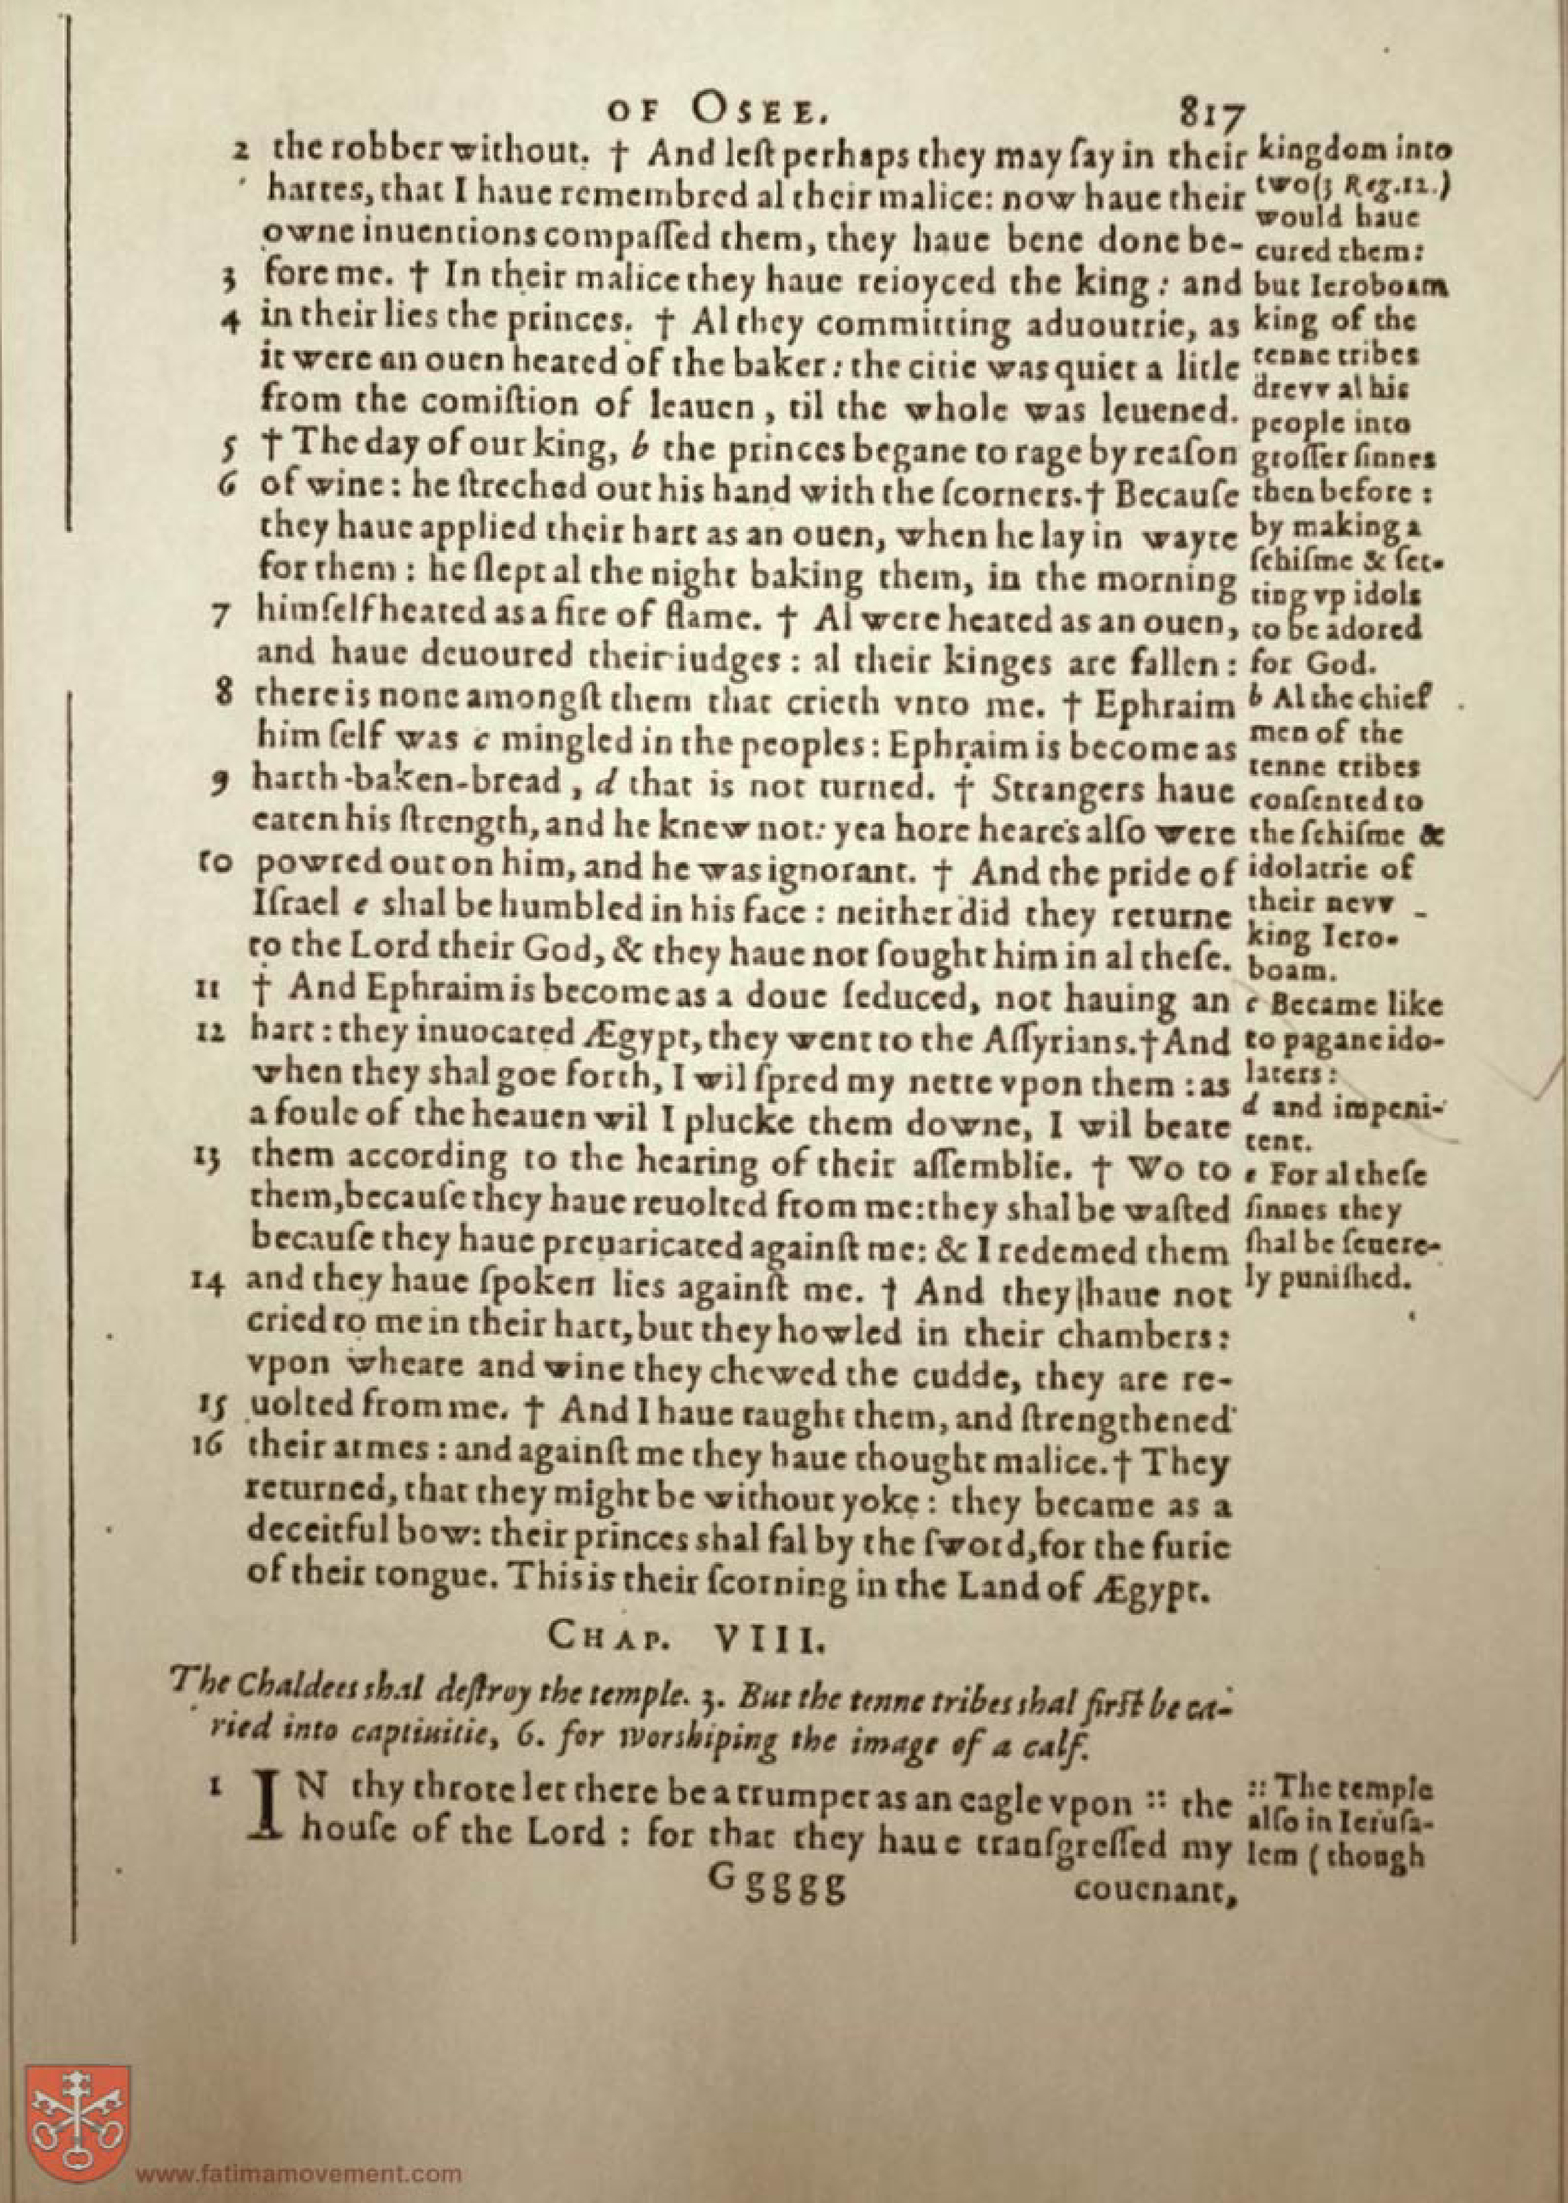 OF OSEE. 817
2 the robber without. † And leſt perhaps they may ſay in their
hartes, that I haue remembred al their malice: now haue their
owne inuentions compaſſed them, they haue bene done be-
3 fore me. † In their malice they haue reioyced the king: and
4 in their lies the princes. † Al they committing aduoutrie, as
it were an ouen heated of the baker: the citie was quiet a litle
from the comiſtion of leauen, til the whole was leuened.
5 † The day of our king, b the princes begane to rage by reaſon
6 of wine: he ſtreched out his hand with the ſcorners. † Becauſe
they haue applied their hart as an ouen, when he lay in wayte
for them: he ſlept al the night baking them, in the morning
7 himſelf heated as a fire of flame. † Al were heated as an ouen,
and haue deuoured their iudges: al their kinges are fallen:
8 there is none amongſt them that crieth vnto me. † Ephraim
him ſelf was c mingled in the peoples: Ephraim is become as
9 harth-baken-bread, d that is not turned. † Strangers haue
eaten his ſtrength, and he knew not: yea hore heares alſo were
10 powred out on him, and he was ignorant. † And the pride of
Iſrael e shal be humbled in his face: neither did they returne
to the Lord their God, & they haue not ſought him in al theſe.
11 † And Ephraim is become as a doue ſeduced, not hauing an
12 hart: they inuocated Ægypt, they went to the Aſſyrians. † And
when they shal goe forth, I wil ſpred my nette vpon them: as
a foule of the heauen wil I plucke them downe, I wil beate
13 them according to the hearing of their aſſemblie. † Wo to
them, becauſe they haue reuolted from me: they shal be waſted
becauſe they haue preuaricated againſt me: & I redemed them
14 and they haue ſpoken lies againſt me. † And they haue not
cried to me in their hart, but they howled in their chambers:
vpon wheate and wine they chewed the cudde, they are re-
15 uolted from me. † And I haue taught them, and ſtrengthened
16 their armes: and againſt me they haue thought malice. † They
returned, that they might be without yoke: they became as a
deceitful bow: their princes shal fal by the ſword, for the furie
of their tongue. This is their ſcorning in the Land of Ægypt.
kingdom into
two (3 Reg. 12.)
would haue
cured them:
but Ieroboam
king of the
tenne tribes
drevv al his
people into
groſſer ſinnes
then before:
by making a
ſchiſme & ſet-
ting vp idols
to be adored
for God.
b Al the chief
men of the
tenne tribes
conſented to
the ſchiſme &
idolatrie of
their nevv
king Iero-
boam.
c Became like
to pagane ido-
laters:
d and impeni-
tent.
e For al theſe
ſinnes they
ſhal be ſeuere-
ly puniſhed.
CHAP. VIII.
The Chaldees shal deſtroy the temple. 3. But the tenne tribes shal firſt be ca-
ried into captiuitie, 6. for worshiping the image of a calf.
1 IN thy throte let there be a trumpet as an eagle vpon :: the
houſe of the Lord: for that they haue tranſgreſſed my
:: The temple
alſo in Ieruſa-
lem (though
Ggggg couenant,
www.fatimamovement.com